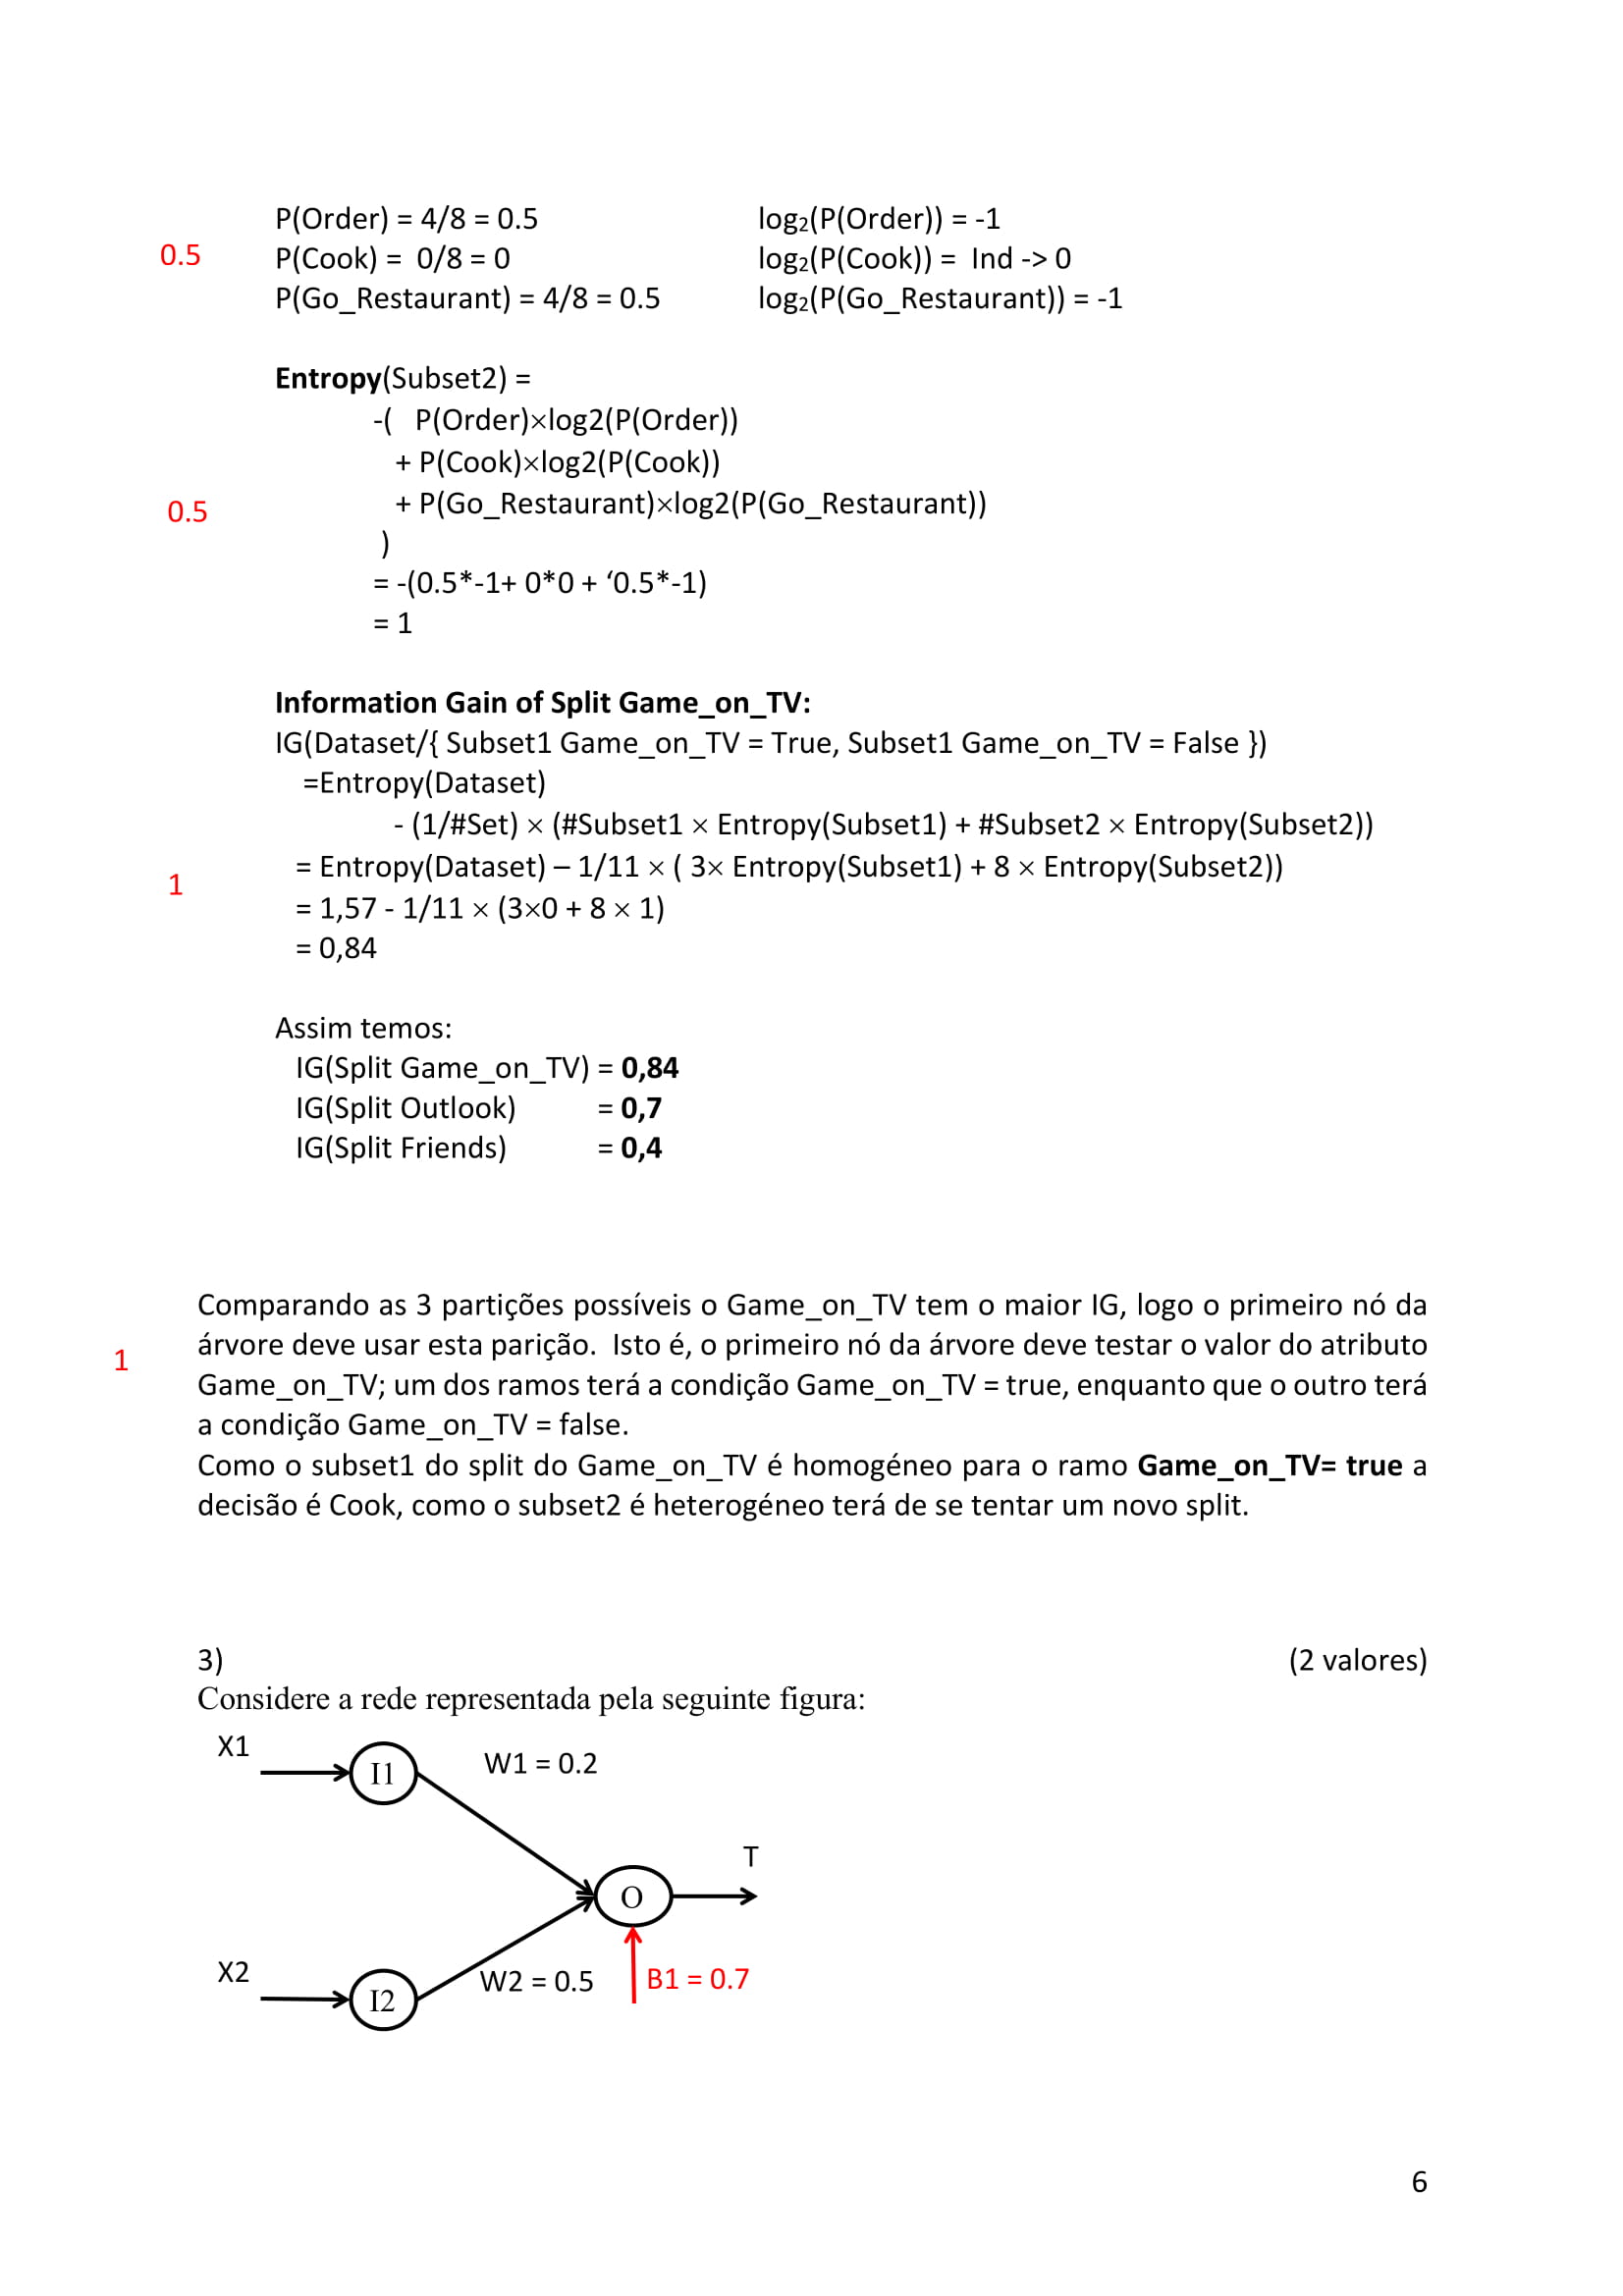 P(Order) = 4/8 = 0.5 log₂(P(Order)) = -1
0.5 P(Cook) = 0/8 = 0 log₂(P(Cook)) = Ind -> 0
P(Go_Restaurant) = 4/8 = 0.5 log₂(P(Go_Restaurant)) = -1
Entropy(Subset2) =
-( P(Order)×log2(P(Order))
+ P(Cook)×log2(P(Cook))
0.5 + P(Go_Restaurant)×log2(P(Go_Restaurant))
)
= -(0.5*-1+ 0*0 + ‘0.5*-1)
= 1
Information Gain of Split Game_on_TV:
IG(Dataset/{ Subset1 Game_on_TV = True, Subset1 Game_on_TV = False })
=Entropy(Dataset)
- (1/#Set) × (#Subset1 × Entropy(Subset1) + #Subset2 × Entropy(Subset2))
1 = Entropy(Dataset) – 1/11 × ( 3× Entropy(Subset1) + 8 × Entropy(Subset2))
= 1,57 - 1/11 × (3×0 + 8 × 1)
= 0,84
Assim temos:
IG(Split Game_on_TV) = 0,84
IG(Split Outlook) = 0,7
IG(Split Friends) = 0,4
Comparando as 3 partições possíveis o Game_on_TV tem o maior IG, logo o primeiro nó da
1 árvore deve usar esta parição. Isto é, o primeiro nó da árvore deve testar o valor do atributo
Game_on_TV; um dos ramos terá a condição Game_on_TV = true, enquanto que o outro terá
a condição Game_on_TV = false.
Como o subset1 do split do Game_on_TV é homogéneo para o ramo Game_on_TV= true a
decisão é Cook, como o subset2 é heterogéneo terá de se tentar um novo split.
3) (2 valores)
Considere a rede representada pela seguinte figura:
X1
I1
W1 = 0.2
T
O
X2
I2
W2 = 0.5
B1 = 0.7
6